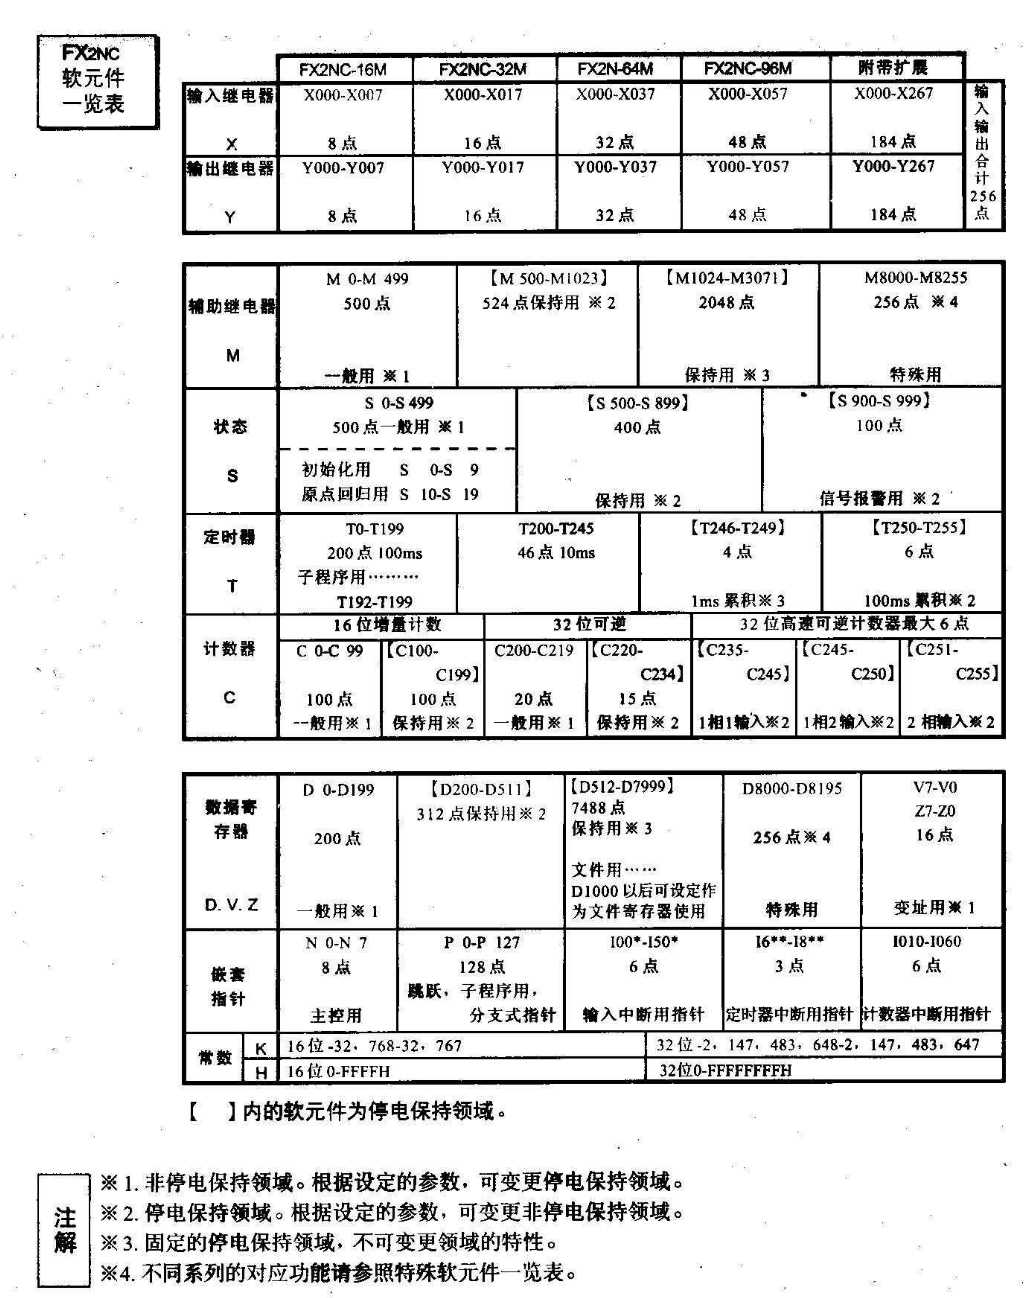 FX2NC
软元件
一览表
FX2NC-16M FX2NC-32M FX2N-64M FX2NC-96M 附带扩展
输入继电器 X000-X007 X000-X017 X000-X037 X000-X057 X000-X267
X 8点 16点 32点 48点 184点
输出继电器 Y000-Y007 Y000-Y017 Y000-Y037 Y000-Y057 Y000-Y267
Y 8点 16点 32点 48点 184点
输入输出合计256点
辅助继电器
M
M 0-M 499
500点
一般用 ※1
【M 500-M1023】
524点保持用 ※2
【M1024-M3071】
2048点
保持用 ※3
M8000-M8255
256点 ※4
特殊用
状态
S
S 0-S 499
500点一般用 ※1
初始化用 S 0-S 9
原点回归用 S 10-S 19
【S 500-S 899】
400点
保持用 ※2
【S 900-S 999】
100点
信号报警用 ※2
定时器
T
T0-T199
200点 100ms
子程序用………
T192-T199
T200-T245
46点 10ms
【T246-T249】
4点
1ms 累积※3
【T250-T255】
6点
100ms 累积※2
计数器
C
16位增量计数 32位可逆 32位高速可逆计数器最大6点
C 0-C 99
100点
一般用※1
【C100-
C199】
100点
保持用※2
C200-C219
20点
一般用※1
【C220-
C234】
15点
保持用※2
【C235-
C245】
1相1输入※2
【C245-
C250】
1相2输入※2
【C251-
C255】
2相输入※2
数据寄
存器
D. V. Z
D 0-D199
200点
一般用※1
【D200-D511】
312点保持用※2
【D512-D7999】
7488点
保持用※3
文件用……
D1000以后可设定作
为文件寄存器使用
D8000-D8195
256点※4
特殊用
V7-V0
Z7-Z0
16点
变址用※1
嵌套
指针
N 0-N 7
8点
主控用
P 0-P 127
128点
跳跃，子程序用，
分支式指针
I00*-I50*
6点
输入中断用指针
I6**-I8**
3点
定时器中断用指针
I010-I060
6点
计数器中断用指针
常数
K 16位 -32，768-32，767 32位 -2，147，483，648-2，147，483，647
H 16位 0-FFFFH 32位0-FFFFFFFFH
【 】内的软元件为停电保持领域。
注解
※1. 非停电保持领域。根据设定的参数，可变更停电保持领域。
※2. 停电保持领域。根据设定的参数，可变更非停电保持领域。
※3. 固定的停电保持领域，不可变更领域的特性。
※4. 不同系列的对应功能请参照特殊软元件一览表。